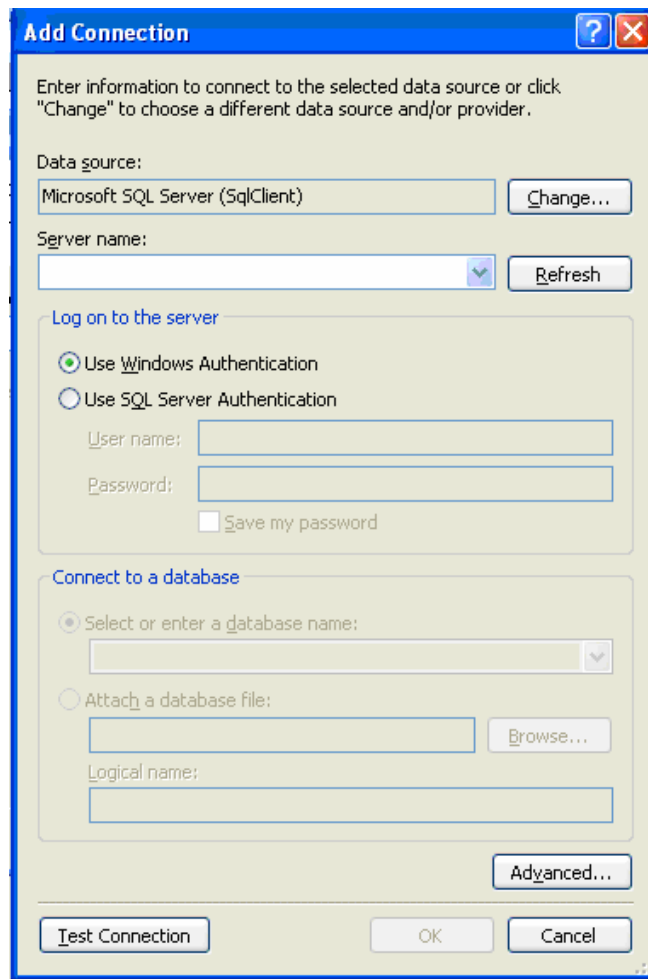 Add Connection
Enter information to connect to the selected data source or click
"Change" to choose a different data source and/or provider.
Data source:
Microsoft SQL Server (SqlClient)
Change...
Server name:
Refresh
Log on to the server
Use Windows Authentication
Use SQL Server Authentication
User name:
Password:
Save my password
Connect to a database
Select or enter a database name:
Attach a database file:
Browse...
Logical name:
Advanced...
Test Connection
OK
Cancel